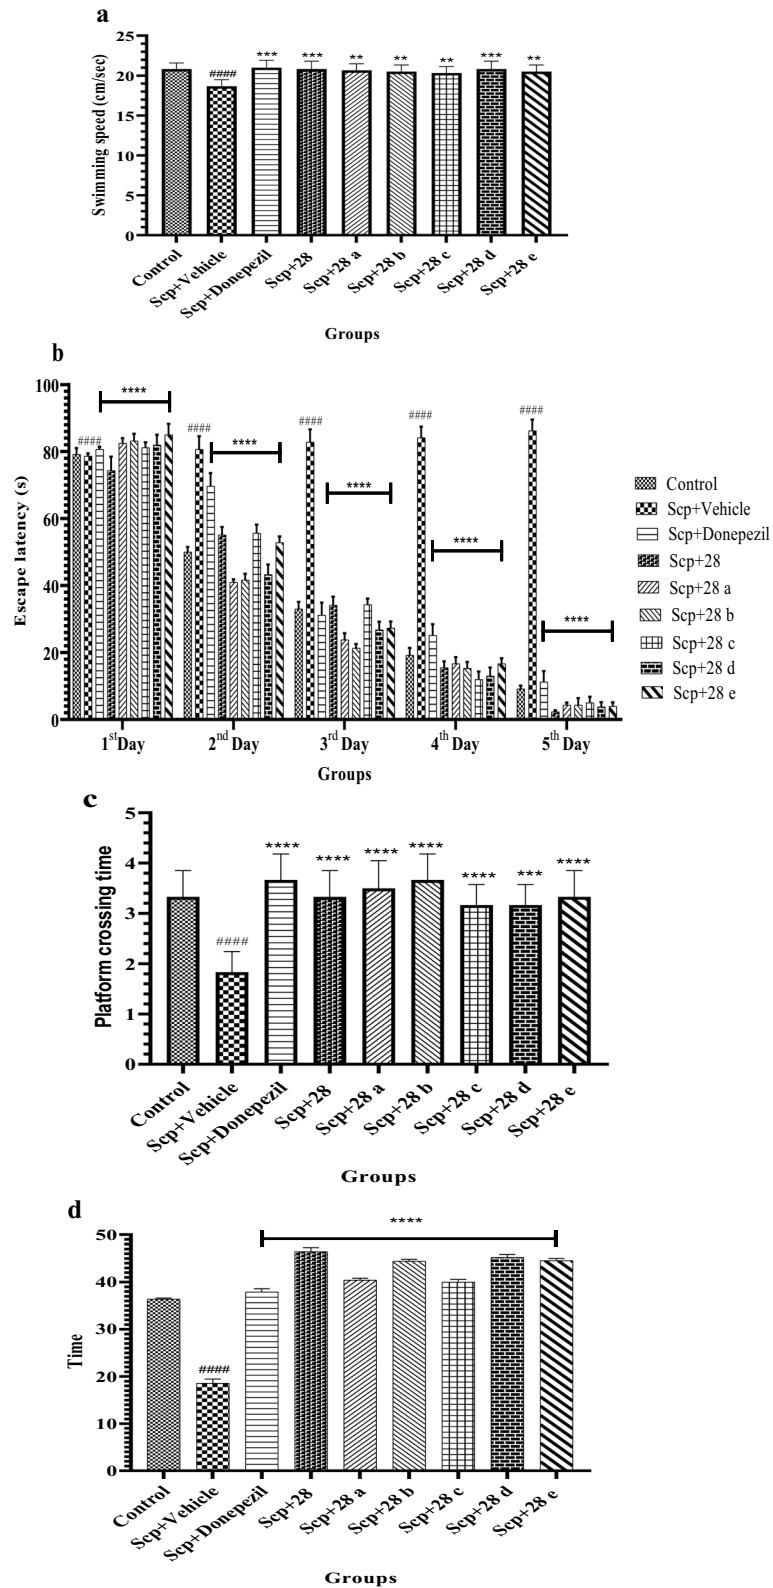 a
Swimming speed (cm/sec)
25
20
15
10
5
0
####
***
***
**
**
**
***
**
Control
Scp+Vehicle
Scp+Donepezil
Scp+28
Scp+28 a
Scp+28 b
Scp+28 c
Scp+28 d
Scp+28 e
Groups
b
Escape latency (s)
100
80
60
40
20
0
####
****
####
****
####
****
####
****
####
****
1st Day
2nd Day
3rd Day
4th Day
5th Day
Groups
Control
Scp+Vehicle
Scp+Donepezil
Scp+28
Scp+28 a
Scp+28 b
Scp+28 c
Scp+28 d
Scp+28 e
c
Platform crossing time
5
4
3
2
1
0
####
****
****
****
****
****
***
****
Control
Scp+Vehicle
Scp+Donepezil
Scp+28
Scp+28 a
Scp+28 b
Scp+28 c
Scp+28 d
Scp+28 e
Groups
d
Time
50
40
30
20
10
0
####
****
Control
Scp+Vehicle
Scp+Donepezil
Scp+28
Scp+28 a
Scp+28 b
Scp+28 c
Scp+28 d
Scp+28 e
Groups